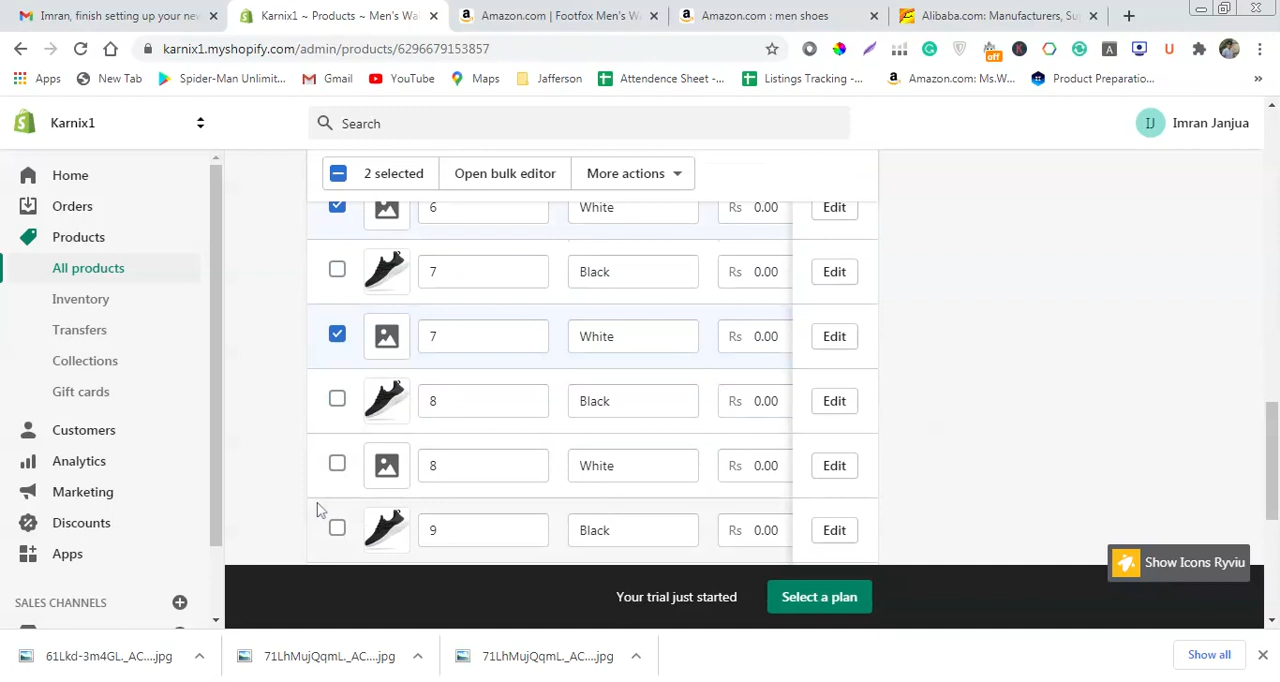 Imran, finish setting up your new
Karnix1 ~ Products ~ Men's Wa
Amazon.com | Footfox Men's W
Amazon.com : men shoes
Alibaba.com: Manufacturers, Su
karnix1.myshopify.com/admin/products/6296679153857
Apps
New Tab
Spider-Man Unlimit...
Gmail
YouTube
Maps
Jafferson
Attendence Sheet -...
Listings Tracking -...
Amazon.com: Ms.W...
Product Preparatio...
»
off
Karnix1
Search
IJ
Imran Janjua
Home
Orders
Products
All products
Inventory
Transfers
Collections
Gift cards
Customers
Analytics
Marketing
Discounts
Apps
SALES CHANNELS
2 selected
Open bulk editor
More actions
6 White Rs 0.00 Edit
7 Black Rs 0.00 Edit
7 White Rs 0.00 Edit
8 Black Rs 0.00 Edit
8 White Rs 0.00 Edit
9 Black Rs 0.00 Edit
Show Icons Ryviu
Your trial just started
Select a plan
61Lkd-3m4GL._AC....jpg
71LhMujQqmL._AC....jpg
71LhMujQqmL._AC....jpg
Show all